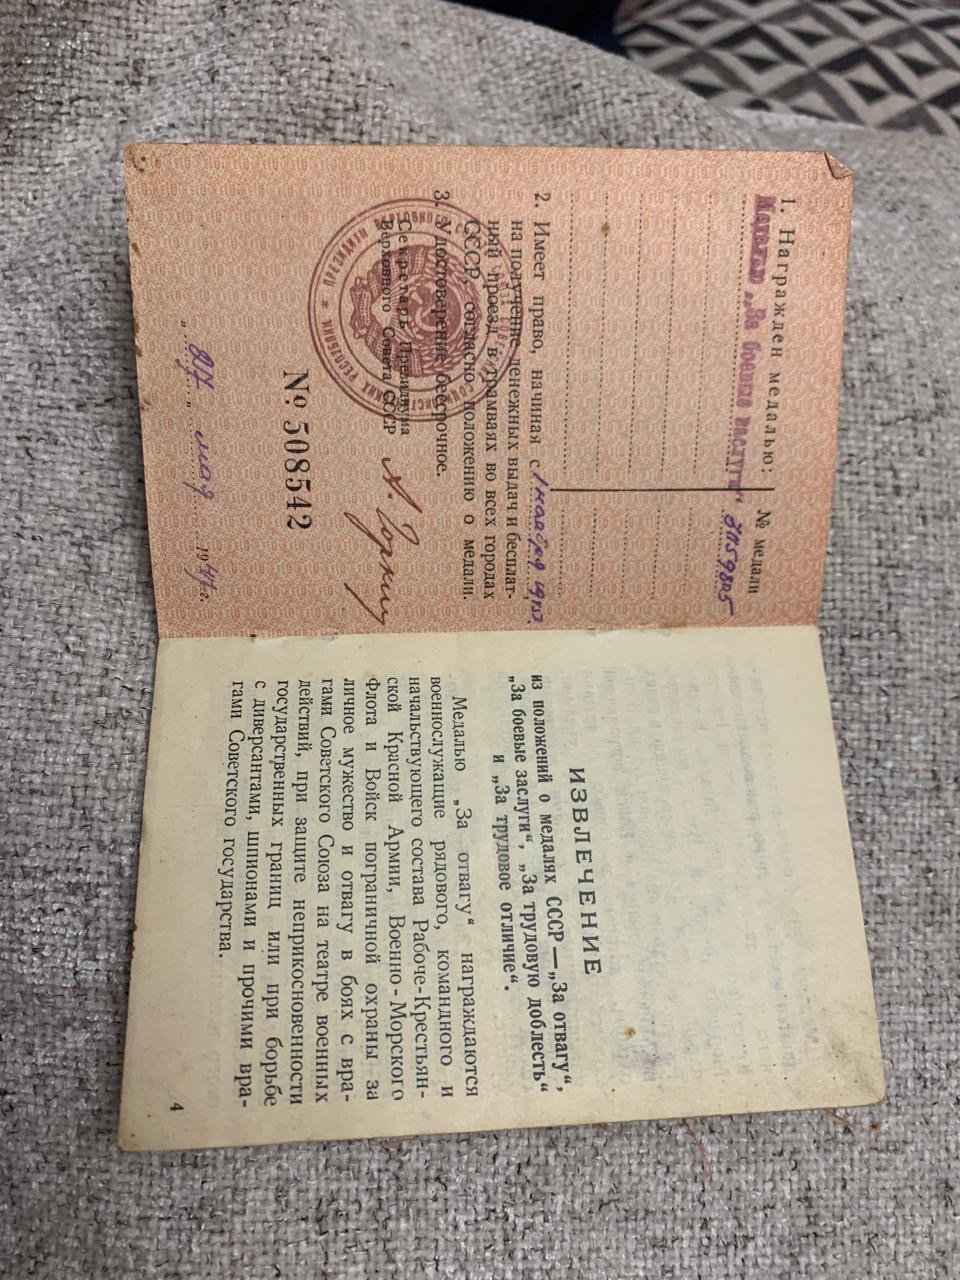 1. Награжден медалью:
№ медали
Медалью „За боевые заслуги“
2. Имеет право, начиная с 1 ноября
на получение денежных выдач и бесплат-
ный проезд в трамваях во всех городах
СССР, согласно положению о медали.
3. Удостоверение бессрочное.
Секретарь Президиума
Верховного Совета СССР
А. Горкин
№ 508542
„27“ мая 194 г.
ИЗВЛЕЧЕНИЕ
из положений о медалях СССР—„За отвагу“,
„За боевые заслуги“, „За трудовую доблесть“
и „За трудовое отличие“.
Медалью „За отвагу“ награждаются
военнослужащие рядового, командного и
начальствующего состава Рабоче-Крестьян-
ской Красной Армии, Военно-Морского
Флота и Войск пограничной охраны за
личное мужество и отвагу в боях с вра-
гами Советского Союза на театре военных
действий, при защите неприкосновенности
государственных границ или при борьбе
с диверсантами, шпионами и прочими вра-
гами Советского государства.
4